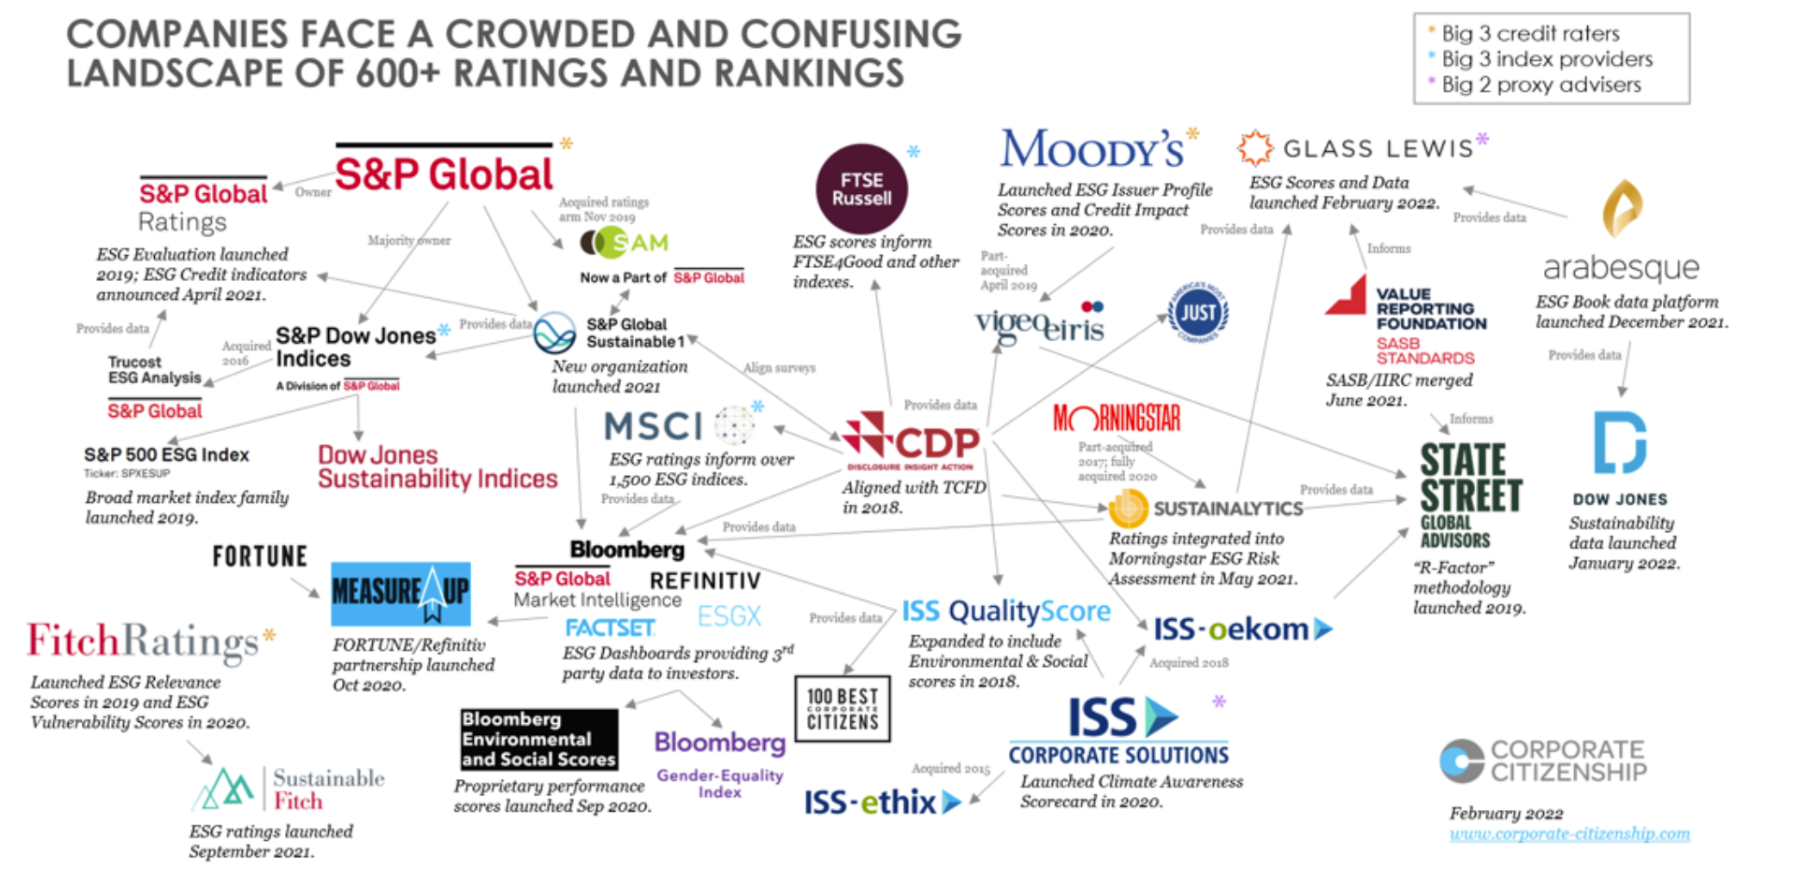 COMPANIES FACE A CROWDED AND CONFUSING
LANDSCAPE OF 600+ RATINGS AND RANKINGS
* Big 3 credit raters
* Big 3 index providers
* Big 2 proxy advisers
S&P Global *
Owner
S&P Global
Ratings
ESG Evaluation launched
2019; ESG Credit indicators
announced April 2021.
Majority owner
Acquired ratings
arm Nov 2019
SAM
Now a Part of S&P Global
Provides data
Trucost
ESG Analysis
S&P Global
Acquired
2016
S&P Dow Jones *
Indices
A Division of S&P Global
Provides data
S&P Global
Sustainable1
New organization
launched 2021
S&P 500 ESG Index
Ticker: SPXESUP
Broad market index family
launched 2019.
Dow Jones
Sustainability Indices
FTSE
Russell
*
ESG scores inform
FTSE4Good and other
indexes.
MOODY'S *
Launched ESG Issuer Profile
Scores and Credit Impact
Scores in 2020.
Part-
acquired
April 2019
vigeoeiris
AMERICA'S MOST
JUST
COMPANIES
GLASS LEWIS *
ESG Scores and Data
launched February 2022.
Provides data
Provides data
Informs
arabesque
ESG Book data platform
launched December 2021.
Provides data
VALUE
REPORTING
FOUNDATION
SASB
STANDARDS
SASB/IIRC merged
June 2021.
Informs
Align surveys
MSCI *
ESG ratings inform over
1,500 ESG indices.
Provides data
Provides data
CDP
DISCLOSURE INSIGHT ACTION
Aligned with TCFD
in 2018.
Provides data
MORNINGSTAR
Part-acquired
2017; fully
acquired 2020
SUSTAINALYTICS
Ratings integrated into
Morningstar ESG Risk
Assessment in May 2021.
Provides data
STATE
STREET
GLOBAL
ADVISORS
"R-Factor"
methodology
launched 2019.
DOW JONES
Sustainability
data launched
January 2022.
FORTUNE
MEASURE UP
FORTUNE/Refinitiv
partnership launched
Oct 2020.
Bloomberg
S&P Global
Market Intelligence
REFINITIV
ESGX
FACTSET
ESG Dashboards providing 3rd
party data to investors.
Provides data
ISS QualityScore
Expanded to include
Environmental & Social
scores in 2018.
ISS-oekom
Acquired 2018
FitchRatings *
Launched ESG Relevance
Scores in 2019 and ESG
Vulnerability Scores in 2020.
Sustainable
Fitch
ESG ratings launched
September 2021.
Bloomberg
Environmental
and Social Scores
Proprietary performance
scores launched Sep 2020.
Bloomberg
Gender-Equality
Index
100 BEST
CORPORATE
CITIZENS
ISS *
CORPORATE SOLUTIONS
Launched Climate Awareness
Scorecard in 2020.
Acquired 2015
ISS-ethix
CORPORATE
CITIZENSHIP
February 2022
www.corporate-citizenship.com